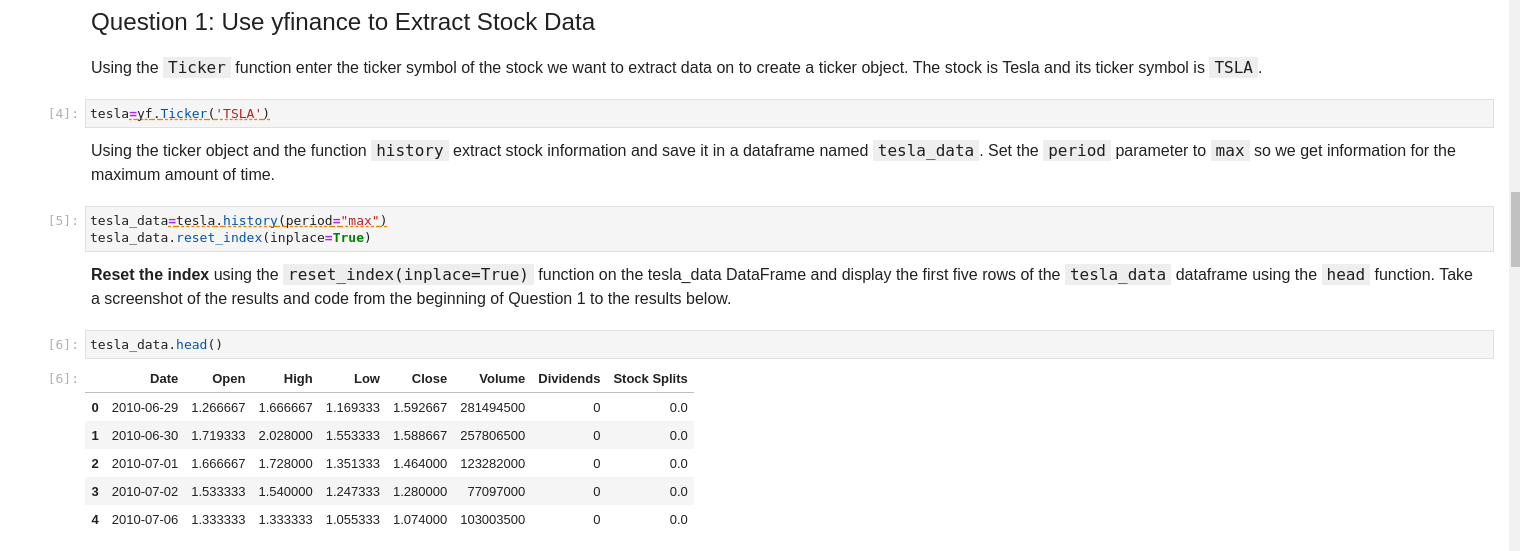 Question 1: Use yfinance to Extract Stock Data
Using the Ticker function enter the ticker symbol of the stock we want to extract data on to create a ticker object. The stock is Tesla and its ticker symbol is TSLA.
[4]: tesla=yf.Ticker('TSLA')
Using the ticker object and the function history extract stock information and save it in a dataframe named tesla_data. Set the period parameter to max so we get information for the
maximum amount of time.
[5]: tesla_data=tesla.history(period="max")
tesla_data.reset_index(inplace=True)
Reset the index using the reset_index(inplace=True) function on the tesla_data DataFrame and display the first five rows of the tesla_data dataframe using the head function. Take
a screenshot of the results and code from the beginning of Question 1 to the results below.
[6]: tesla_data.head()
[6]: Date Open High Low Close Volume Dividends Stock Splits
0 2010-06-29 1.266667 1.666667 1.169333 1.592667 281494500 0 0.0
1 2010-06-30 1.719333 2.028000 1.553333 1.588667 257806500 0 0.0
2 2010-07-01 1.666667 1.728000 1.351333 1.464000 123282000 0 0.0
3 2010-07-02 1.533333 1.540000 1.247333 1.280000 77097000 0 0.0
4 2010-07-06 1.333333 1.333333 1.055333 1.074000 103003500 0 0.0